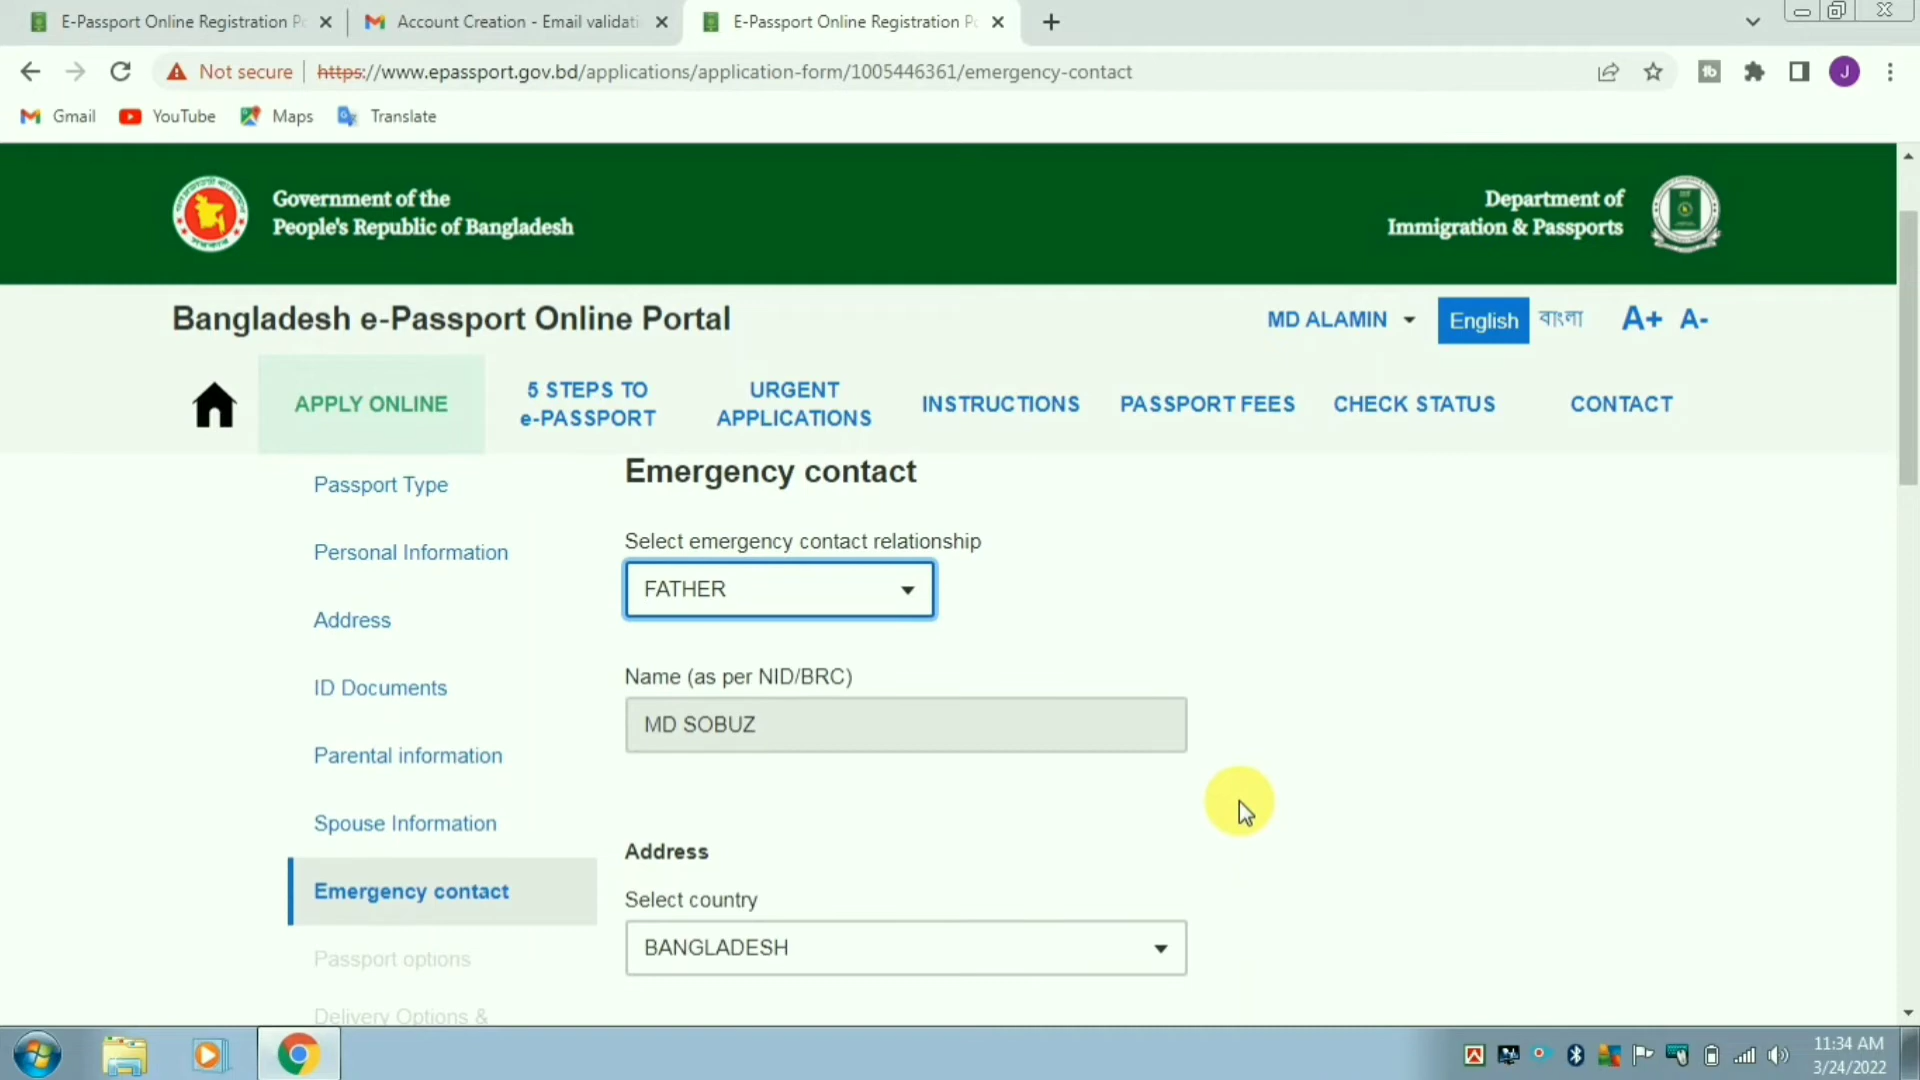 E-Passport Online Registration Po
Account Creation - Email validati
E-Passport Online Registration Po
Not secure
https://www.epassport.gov.bd/applications/application-form/1005446361/emergency-contact
J
Gmail
YouTube
Maps
Translate
Government of the
People's Republic of Bangladesh
Department of
Immigration & Passports
Bangladesh e-Passport Online Portal
MD ALAMIN
English
বাংলা
A+ A-
APPLY ONLINE
5 STEPS TO
e-PASSPORT
URGENT
APPLICATIONS
INSTRUCTIONS
PASSPORT FEES
CHECK STATUS
CONTACT
Passport Type
Personal Information
Address
ID Documents
Parental information
Spouse Information
Emergency contact
Passport options
Delivery Options &
Emergency contact
Select emergency contact relationship
FATHER
Name (as per NID/BRC)
MD SOBUZ
Address
Select country
BANGLADESH
11:34 AM
3/24/2022